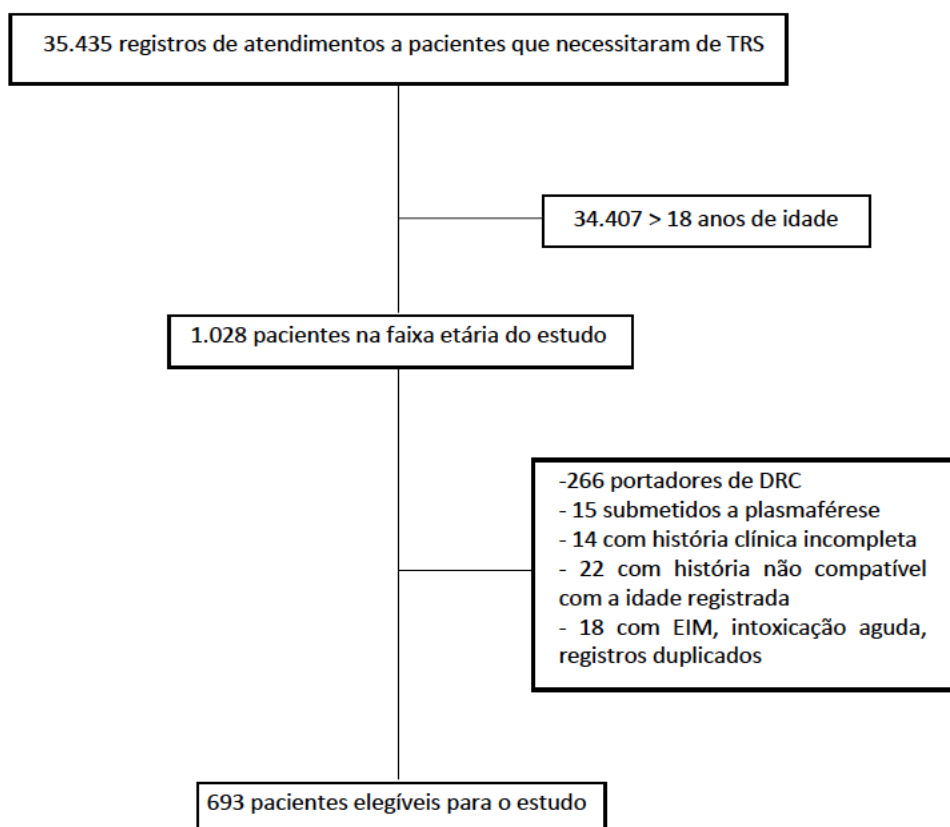 35.435 registros de atendimentos a pacientes que necessitaram de TRS
34.407 > 18 anos de idade
1.028 pacientes na faixa etária do estudo
-266 portadores de DRC
- 15 submetidos a plasmaférese
- 14 com história clínica incompleta
- 22 com história não compatível
com a idade registrada
- 18 com EIM, intoxicação aguda,
registros duplicados
693 pacientes elegíveis para o estudo